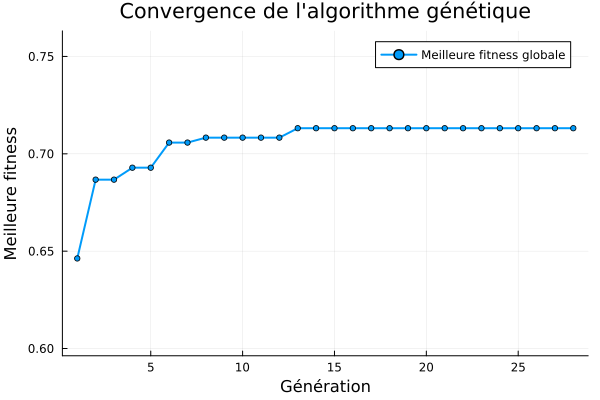 Convergence de l'algorithme génétique
Meilleure fitness globale
Meilleure fitness
0.75
0.70
0.65
0.60
5 10 15 20 25
Génération